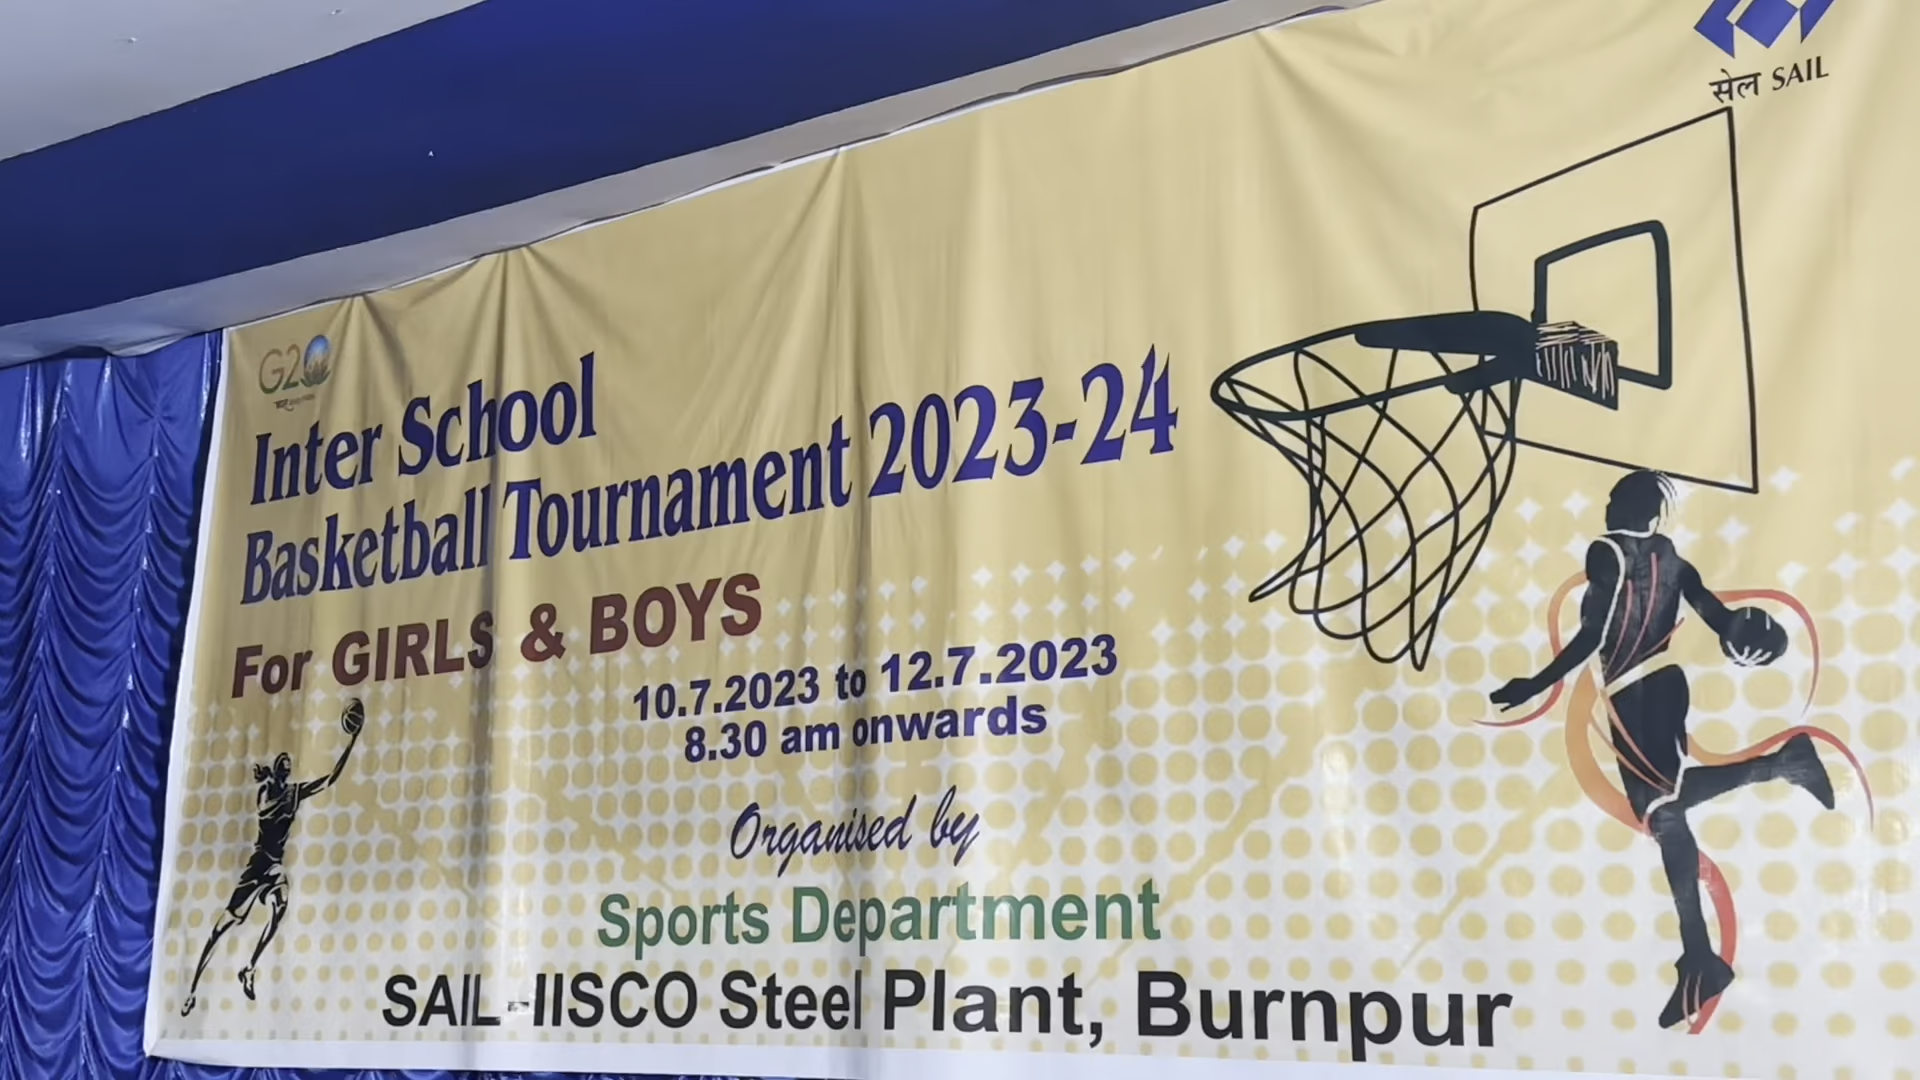 सेल SAIL
G20
Inter School
Basketball Tournament 2023-24
For GIRLS & BOYS
10.7.2023 to 12.7.2023
8.30 am onwards
Organised by
Sports Department
SAIL-IISCO Steel Plant, Burnpur